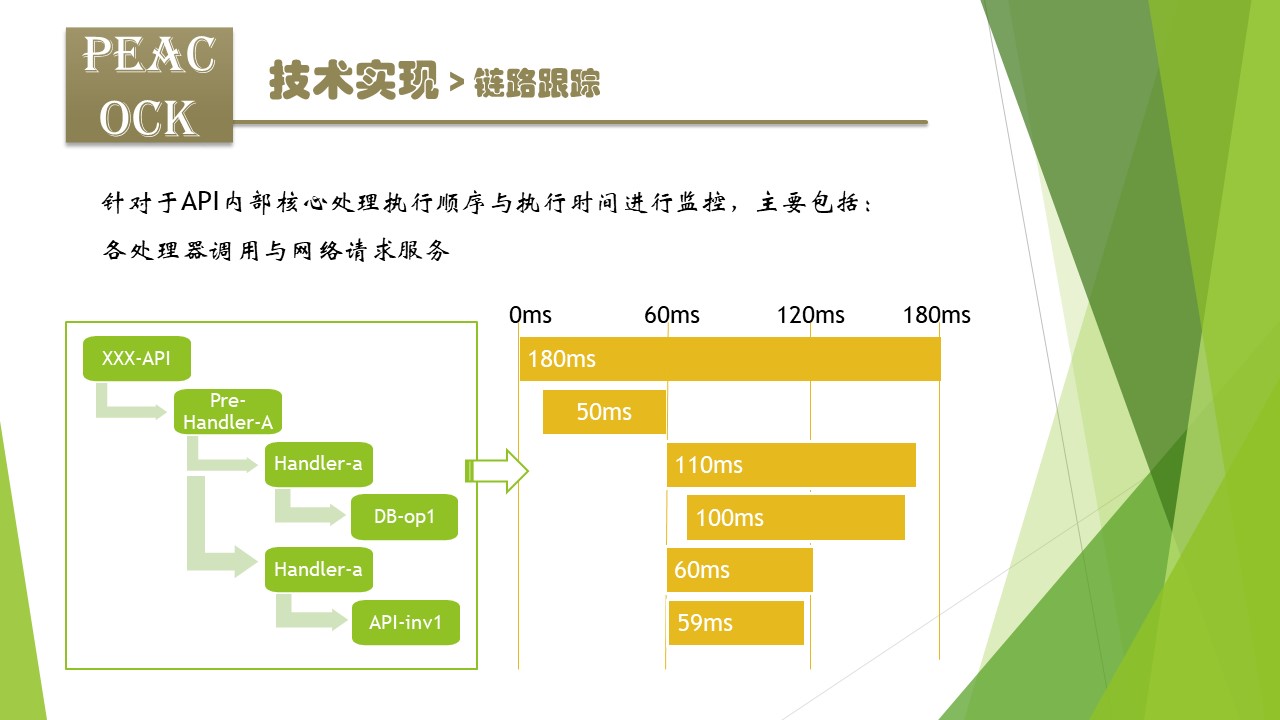 PEAC
OCK
技术实现 > 链路跟踪
针对于API内部核心处理执行顺序与执行时间进行监控，主要包括：
各处理器调用与网络请求服务
0ms 60ms 120ms 180ms
XXX-API
180ms
Pre-
Handler-A
50ms
Handler-a
110ms
DB-op1
100ms
Handler-a
60ms
API-inv1
59ms